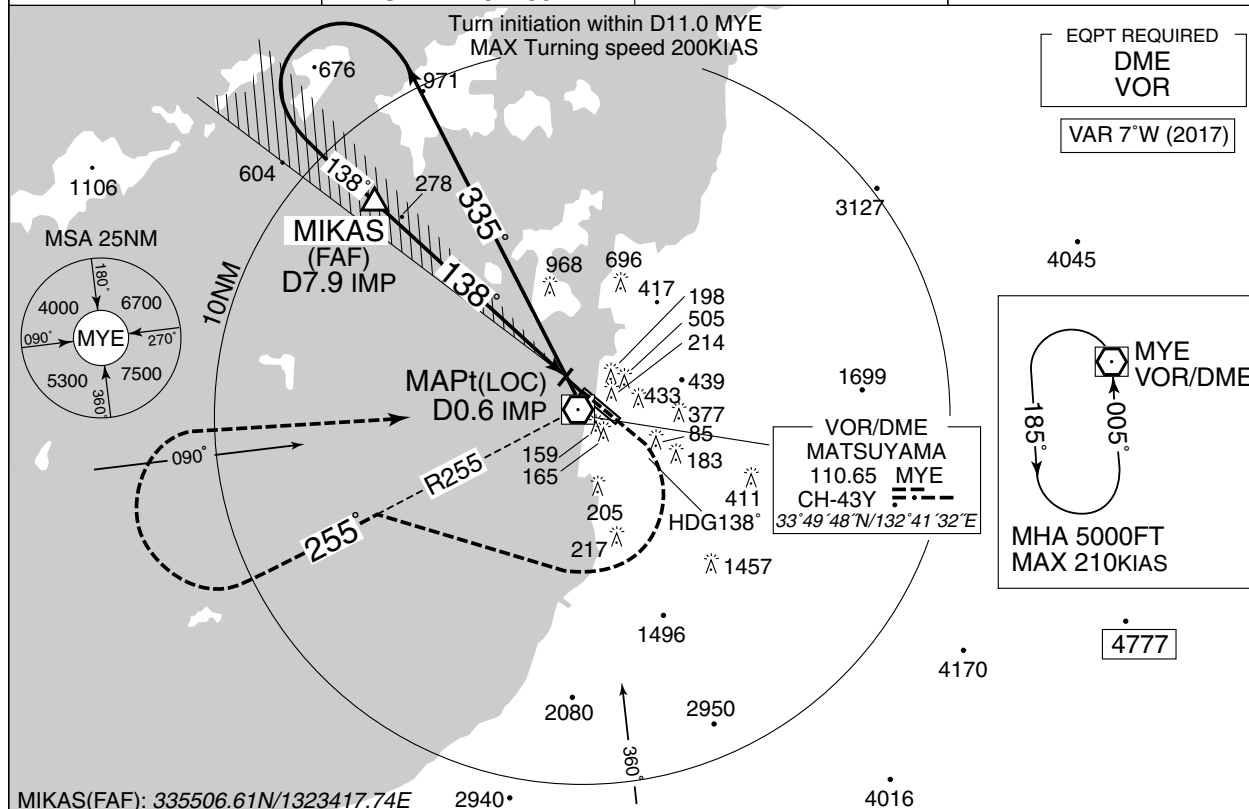 Turn initiation within D11.0 MYE
MAX Turning speed 200KIAS
EQPT REQUIRED
DME
VOR
VAR 7°W (2017)
676
971
604
138°
278
335°
1106
MIKAS
(FAF)
D7.9 IMP
138°
10NM
3127
4045
MSA 25NM
180°
4000
6700
090°
MYE
270°
5300
7500
360°
968
696
417
198
505
214
439
433
377
1699
MAPt(LOC)
D0.6 IMP
85
183
411
159
165
205
217
HDG138°
1457
090°
R255
255°
VOR/DME
MATSUYAMA
110.65 MYE
CH-43Y
33°49´48˝N/132°41´32˝E
MYE
VOR/DME
185°
005°
MHA 5000FT
MAX 210KIAS
1496
4777
4170
2080
2950
360°
MIKAS(FAF): 335506.61N/1323417.74E
2940
4016